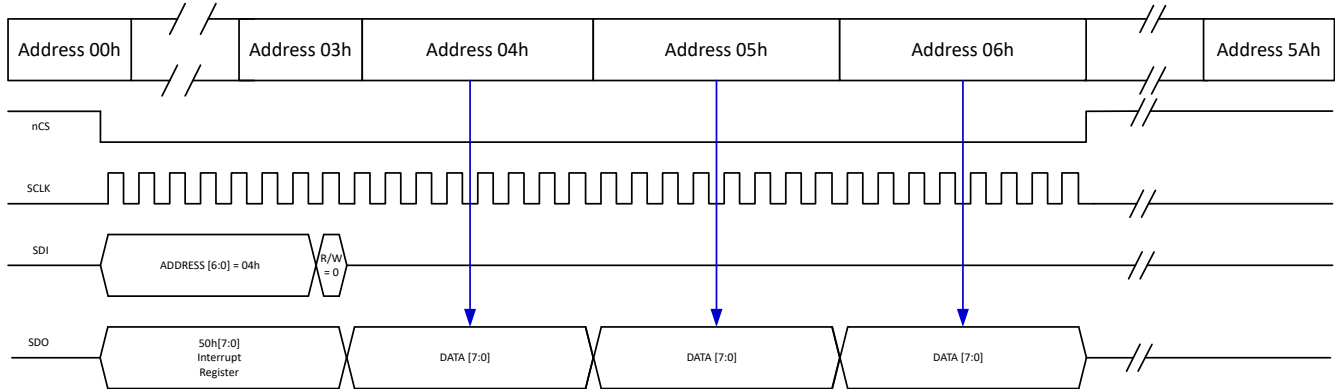 Address 00h
Address 03h
Address 04h
Address 05h
Address 06h
Address 5Ah
nCS
SCLK
SDI
ADDRESS [6:0] = 04h
R/W
= 0
SDO
50h[7:0]
Interrupt
Register
DATA [7:0]
DATA [7:0]
DATA [7:0]